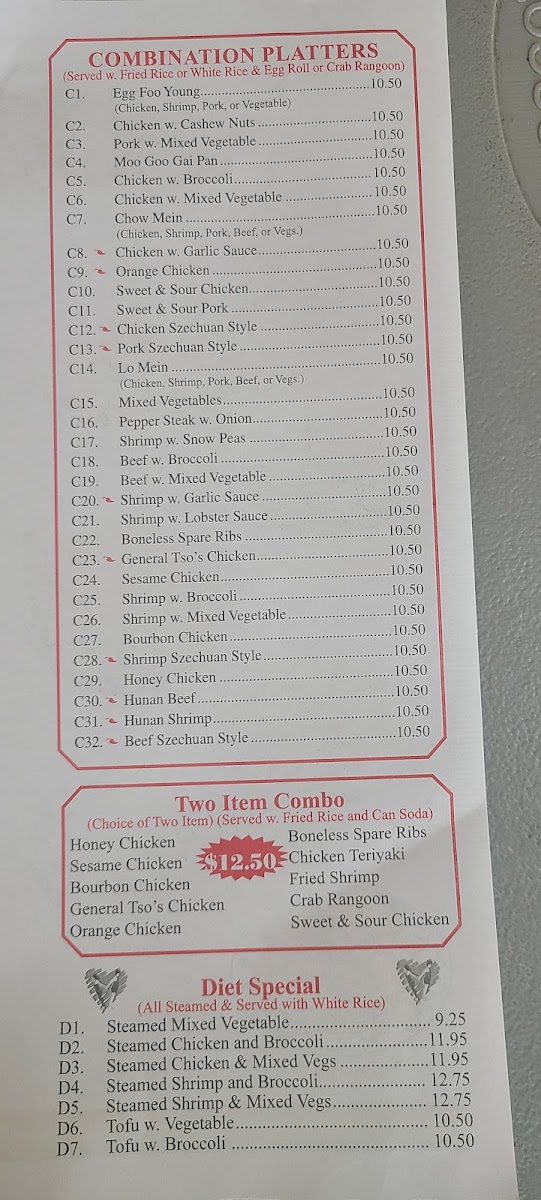 COMBINATION PLATTERS
(Served w. Fried Rice or White Rice & Egg Roll or Crab Rangoon)
C1. Egg Foo Young 10.50
(Chicken, Shrimp, Pork, or Vegetable)
C2. Chicken w. Cashew Nuts 10.50
C3. Pork w. Mixed Vegetable 10.50
C4. Moo Goo Gai Pan 10.50
C5. Chicken w. Broccoli 10.50
C6. Chicken w. Mixed Vegetable 10.50
C7. Chow Mein 10.50
(Chicken, Shrimp, Pork, Beef, or Vegs.)
C8. Chicken w. Garlic Sauce 10.50
C9. Orange Chicken 10.50
C10. Sweet & Sour Chicken 10.50
C11. Sweet & Sour Pork 10.50
C12. Chicken Szechuan Style 10.50
C13. Pork Szechuan Style 10.50
C14. Lo Mein 10.50
(Chicken, Shrimp, Pork, Beef, or Vegs.)
C15. Mixed Vegetables 10.50
C16. Pepper Steak w. Onion 10.50
C17. Shrimp w. Snow Peas 10.50
C18. Beef w. Broccoli 10.50
C19. Beef w. Mixed Vegetable 10.50
C20. Shrimp w. Garlic Sauce 10.50
C21. Shrimp w. Lobster Sauce 10.50
C22. Boneless Spare Ribs 10.50
C23. General Tso's Chicken 10.50
C24. Sesame Chicken 10.50
C25. Shrimp w. Broccoli 10.50
C26. Shrimp w. Mixed Vegetable 10.50
C27. Bourbon Chicken 10.50
C28. Shrimp Szechuan Style 10.50
C29. Honey Chicken 10.50
C30. Hunan Beef 10.50
C31. Hunan Shrimp 10.50
C32. Beef Szechuan Style 10.50
Two Item Combo
(Choice of Two Item) (Served w. Fried Rice and Can Soda)
Honey Chicken
Sesame Chicken
Bourbon Chicken
General Tso's Chicken
Orange Chicken
$12.50
Boneless Spare Ribs
Chicken Teriyaki
Fried Shrimp
Crab Rangoon
Sweet & Sour Chicken
Diet Special
(All Steamed & Served with White Rice)
D1. Steamed Mixed Vegetable 9.25
D2. Steamed Chicken and Broccoli 11.95
D3. Steamed Chicken & Mixed Vegs 11.95
D4. Steamed Shrimp and Broccoli 12.75
D5. Steamed Shrimp & Mixed Vegs 12.75
D6. Tofu w. Vegetable 10.50
D7. Tofu w. Broccoli 10.50